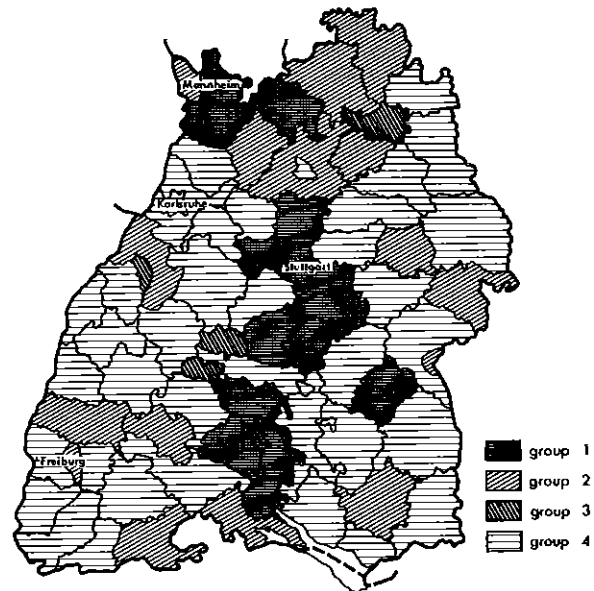 Mannheim
Karlsruhe
Stuttgart
Freiburg
group 1
group 2
group 3
group 4